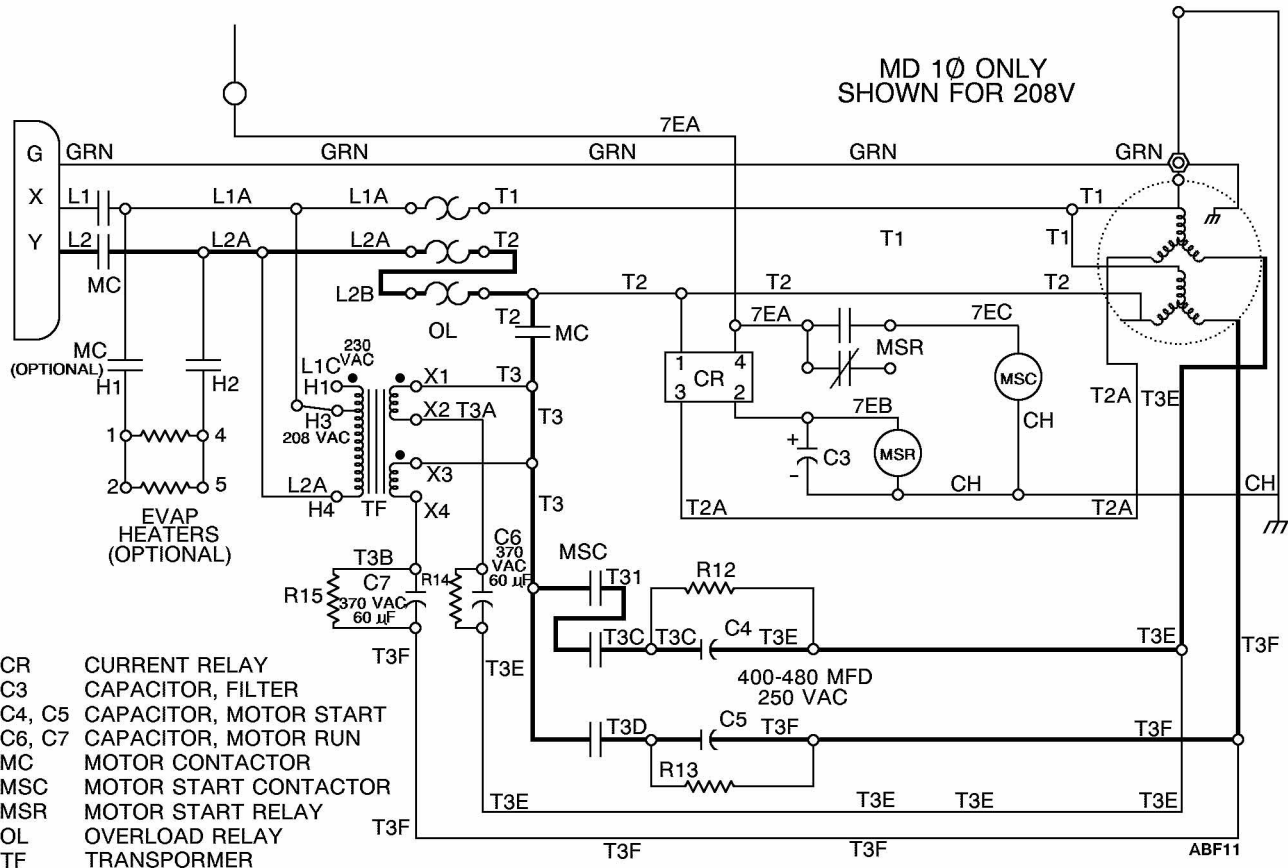 MD 1Ø ONLY
SHOWN FOR 208V
7EA
G GRN GRN GRN GRN GRN
X L1 L1A L1A T1 T1
Y L2 L2A L2A T2 T1 T1
MC
L2B T2 T2 T2
OL T2 MC
7EA 7EC
MC
(OPTIONAL)
H1 H2
L1C 230
VAC
H1 X1 T3
1 4
CR
3 2
MSR
MSC
X2 T3A T3
H3
208 VAC
7EB
T2A T3E
CH
1 4
+
C3
-
MSR
X3
2 5
L2A
H4 TF X4
T3
CH CH
T2A T2A
EVAP
HEATERS
(OPTIONAL)
C6
370
VAC
60 µF
MSC
T3B
C7
R14
T31
R12
R15
370 VAC
60 µF
T3C T3C C4 T3E T3E
T3F T3E T3F
400-480 MFD
250 VAC
T3D C5 T3F T3F
R13
T3E T3E T3E T3E
T3F
T3F T3F
CR CURRENT RELAY
C3 CAPACITOR, FILTER
C4, C5 CAPACITOR, MOTOR START
C6, C7 CAPACITOR, MOTOR RUN
MC MOTOR CONTACTOR
MSC MOTOR START CONTACTOR
MSR MOTOR START RELAY
OL OVERLOAD RELAY
TF TRANSPORMER
ABF11